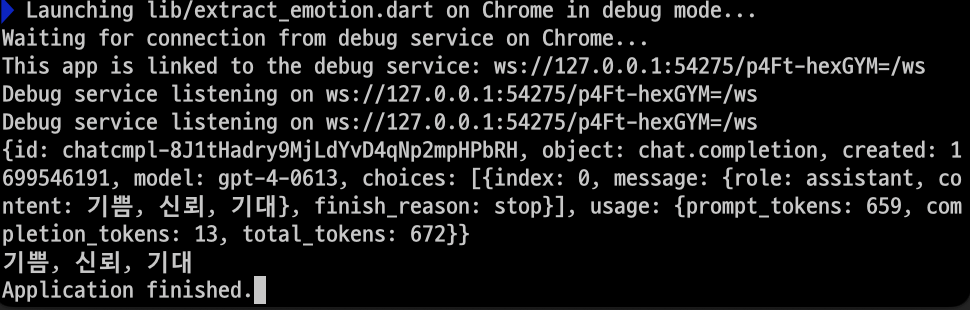 Launching lib/extract_emotion.dart on Chrome in debug mode...
Waiting for connection from debug service on Chrome...
This app is linked to the debug service: ws://127.0.0.1:54275/p4Ft-hexGYM=/ws
Debug service listening on ws://127.0.0.1:54275/p4Ft-hexGYM=/ws
Debug service listening on ws://127.0.0.1:54275/p4Ft-hexGYM=/ws
{id: chatcmpl-8J1tHadry9MjLdYvD4qNp2mpHPbRH, object: chat.completion, created: 1
699546191, model: gpt-4-0613, choices: [{index: 0, message: {role: assistant, co
ntent: 기쁨, 신뢰, 기대}, finish_reason: stop}], usage: {prompt_tokens: 659, com
pletion_tokens: 13, total_tokens: 672}}
기쁨, 신뢰, 기대
Application finished.